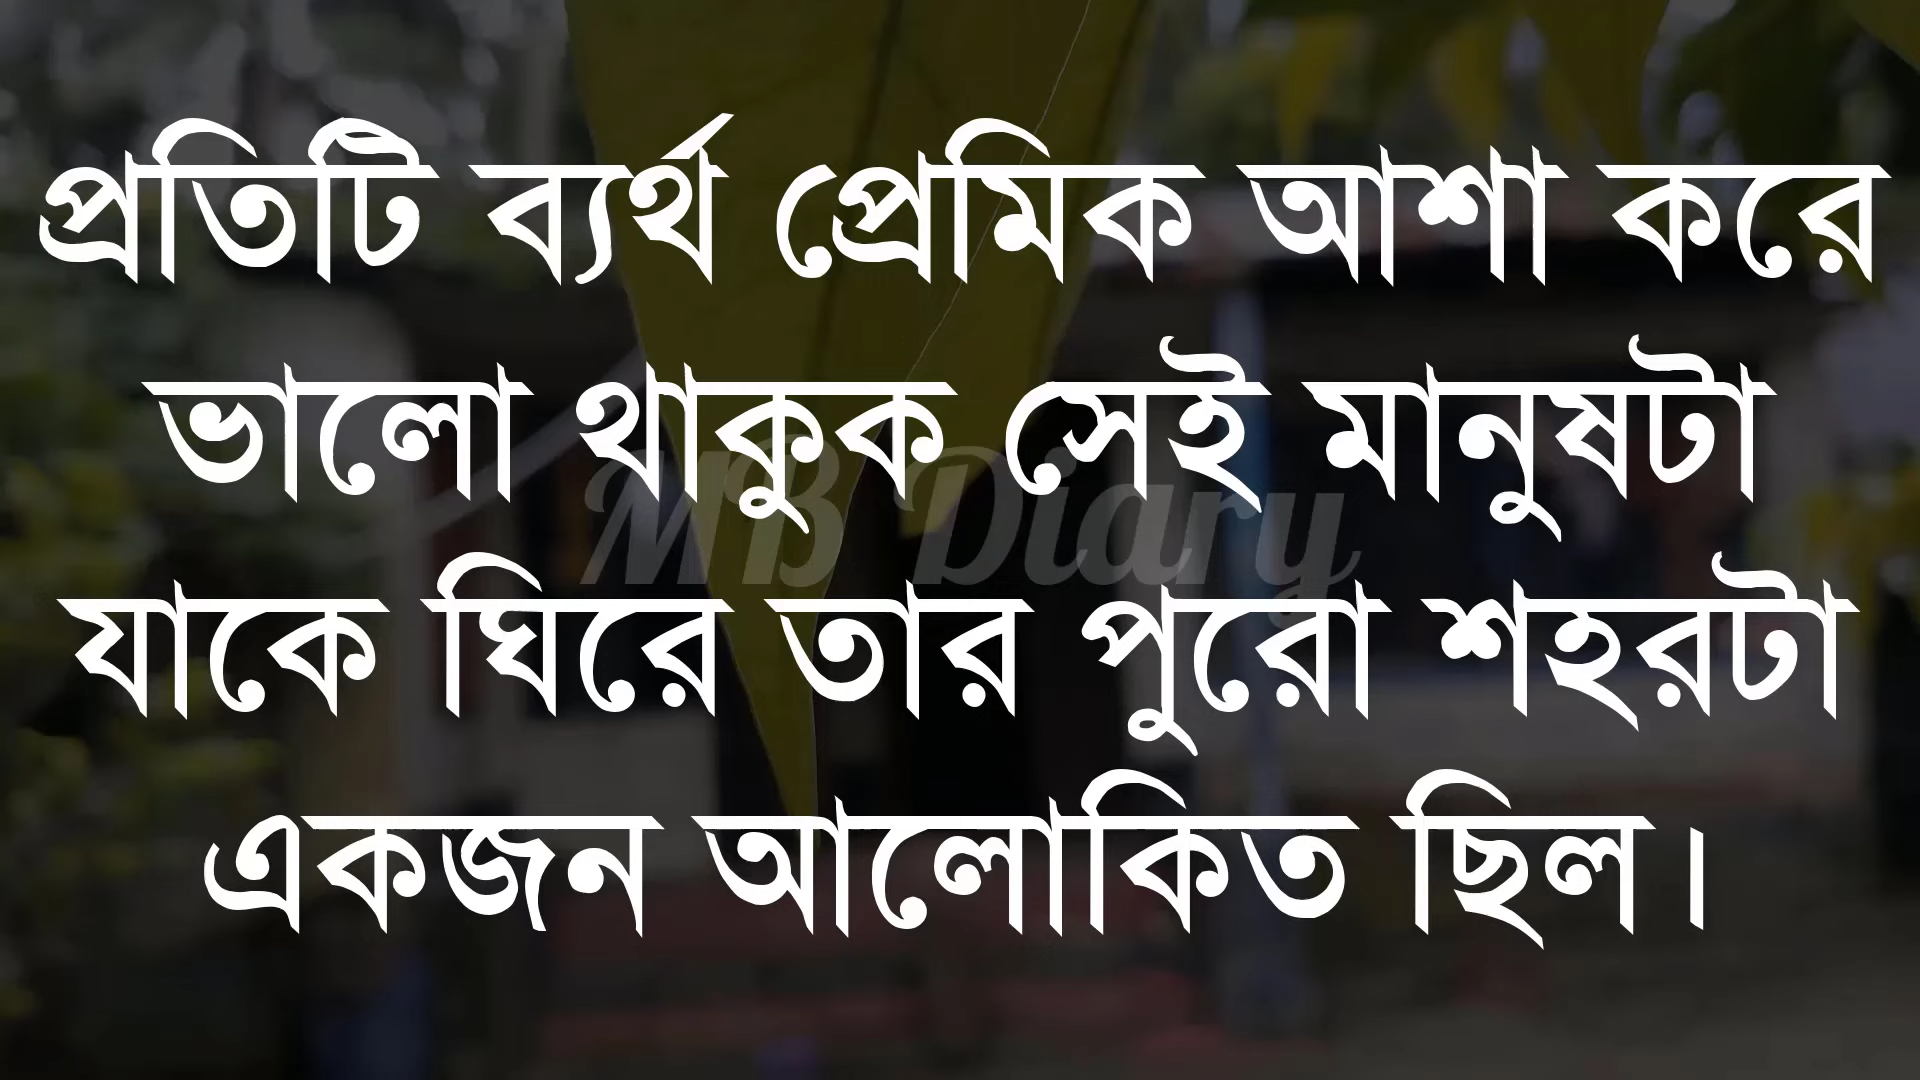 প্রতিটি ব্যর্থ প্রেমিক আশা করে
ভালো থাকুক সেই মানুষটা
MB Diary
যাকে ঘিরে তার পুরো শহরটা
একজন আলোকিত ছিল।